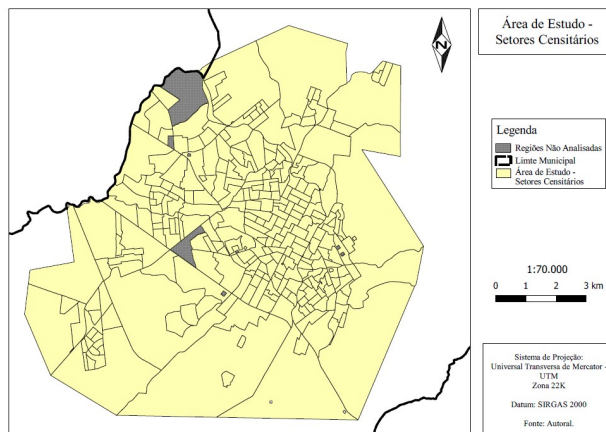 Área de Estudo -
Setores Censitários
N
Legenda
Regiões Não Analisadas
Limte Municipal
Área de Estudo -
Setores Censitários
1:70.000
0 1 2 3 km
Sistema de Projeção:
Universal Transversa de Mercator -
UTM
Zona 22K
Datum: SIRGAS 2000
Fonte: Autoral.